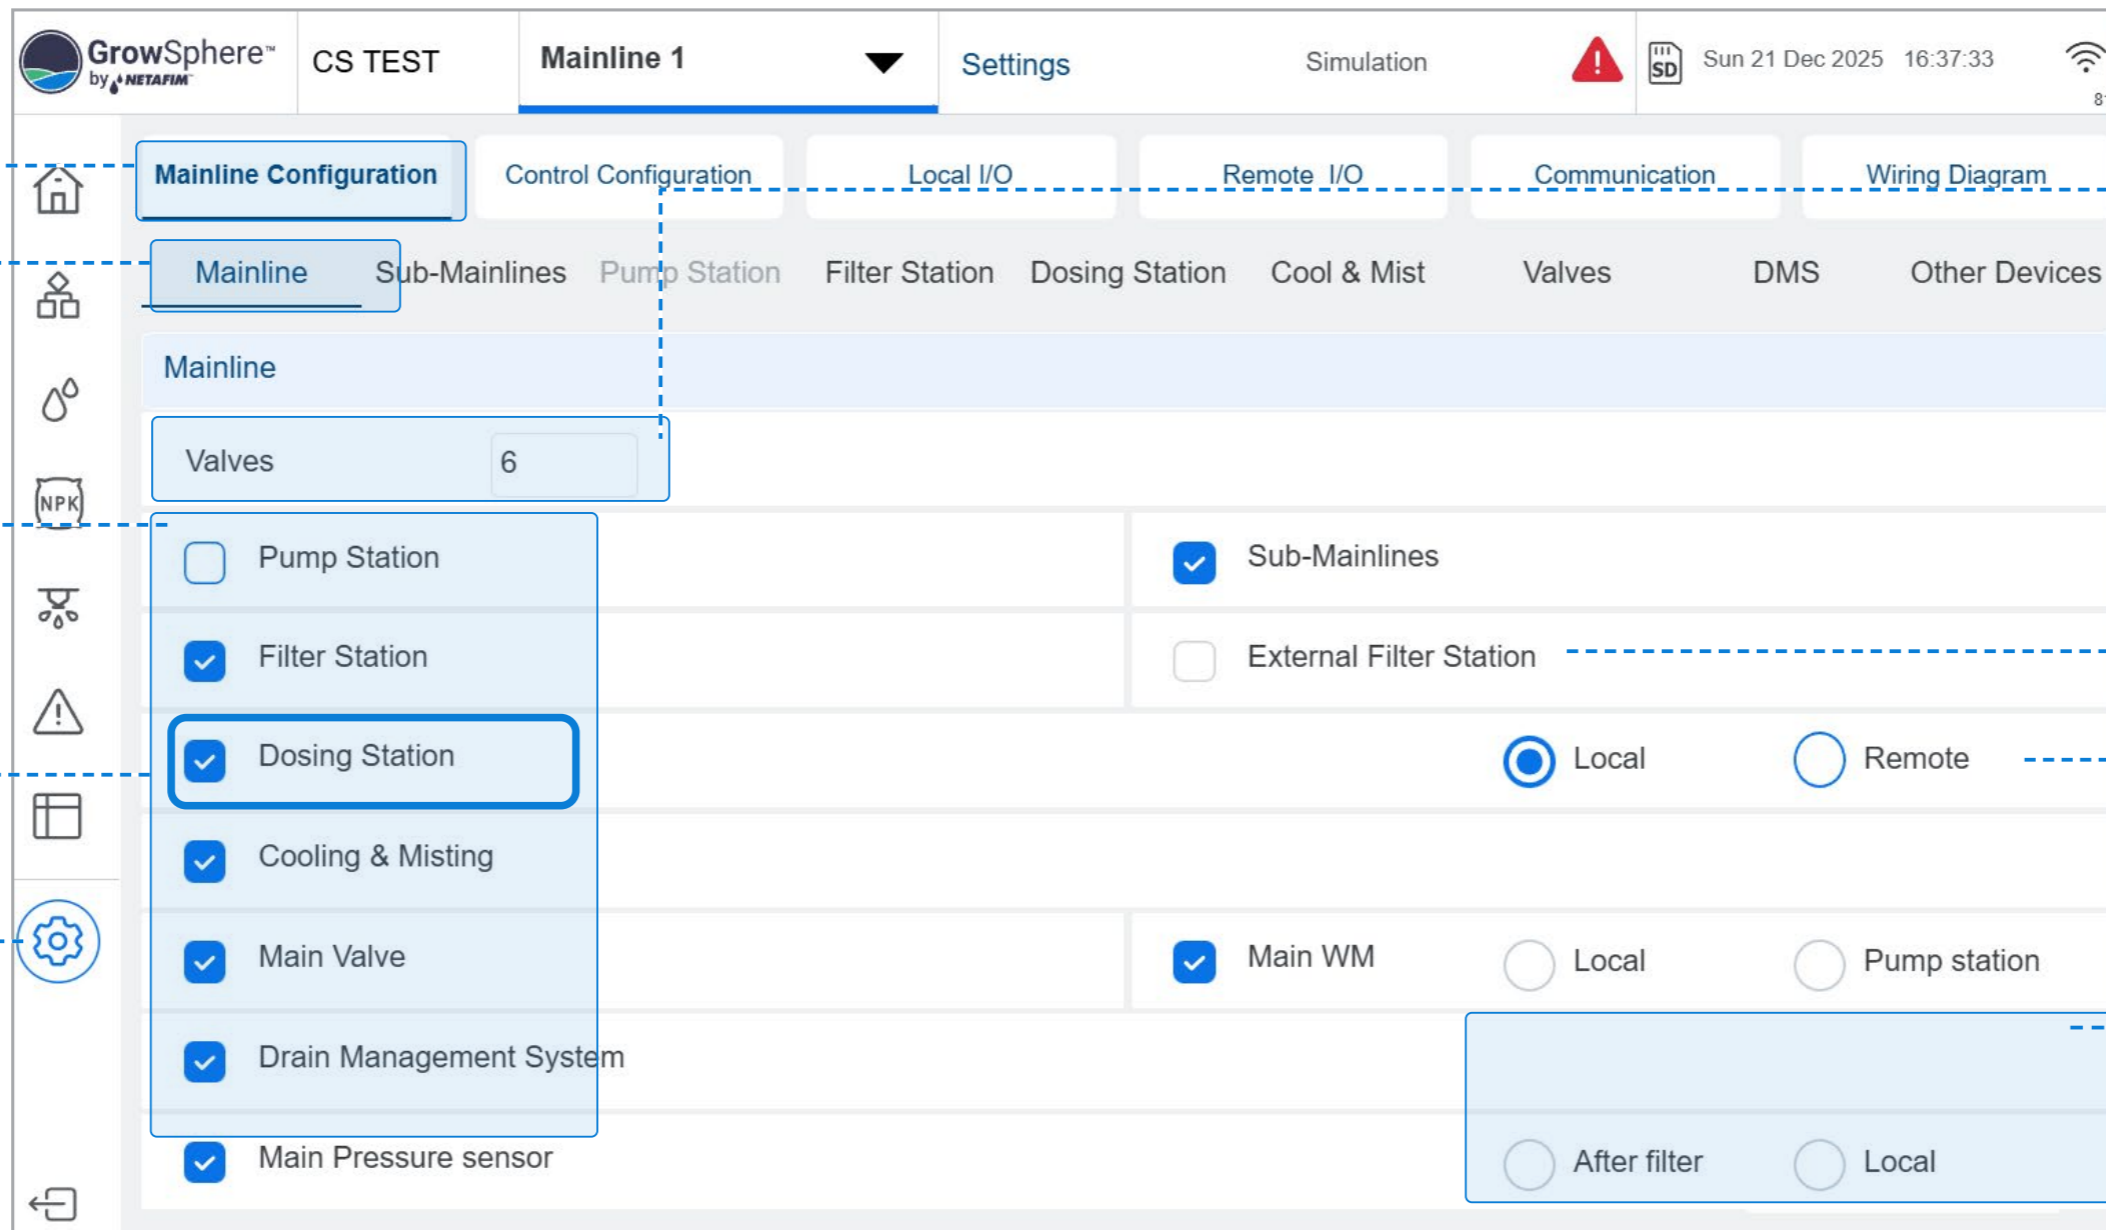 GrowSphere™
by NETAFIM™
CS TEST
Mainline 1
Settings
Simulation
SD
Sun 21 Dec 2025 16:37:33
Mainline Configuration
Control Configuration
Local I/O
Remote I/O
Communication
Wiring Diagram
Mainline
Sub-Mainlines
Pump Station
Filter Station
Dosing Station
Cool & Mist
Valves
DMS
Other Devices
Mainline
Valves 6
NPK
Pump Station
Sub-Mainlines
Filter Station
External Filter Station
Dosing Station
Local
Remote
Cooling & Misting
Main Valve
Main WM
Local
Pump station
Drain Management System
Main Pressure sensor
After filter
Local